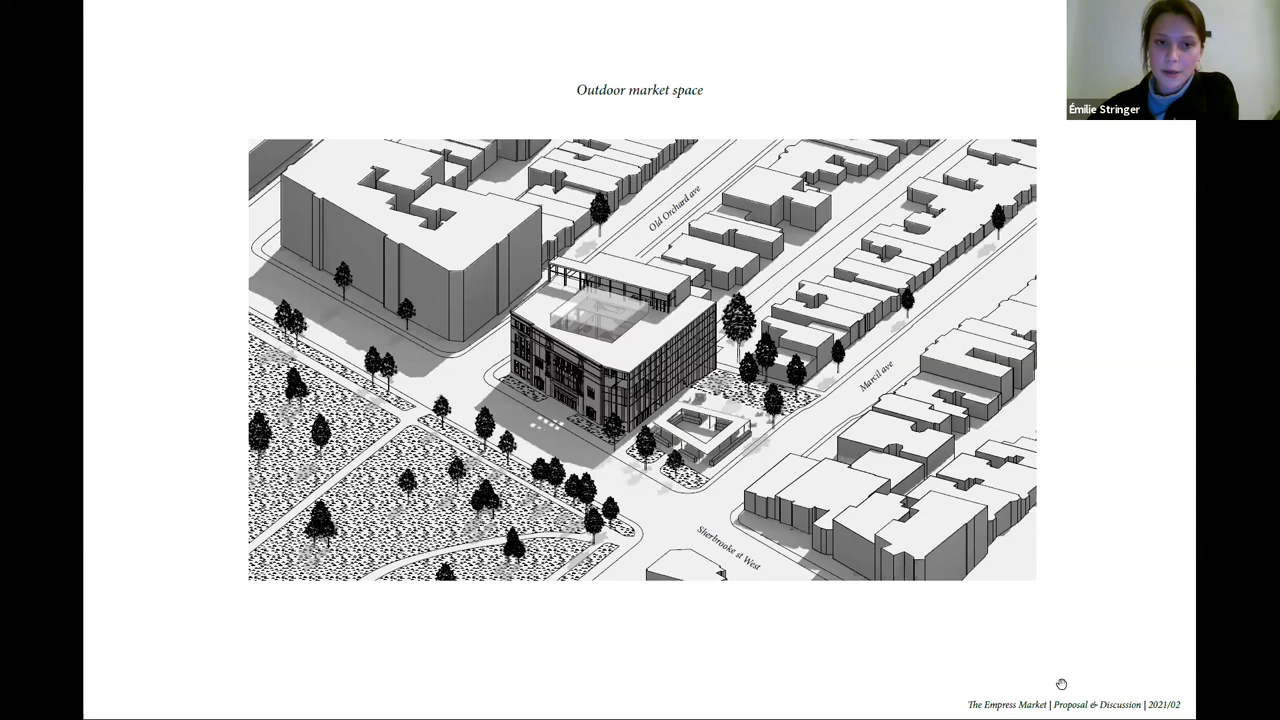 Outdoor market space
Émilie Stringer
Old Orchard ave
Marcil ave
Sherbrooke st West
The Empress Market | Proposal & Discussion | 2021/02